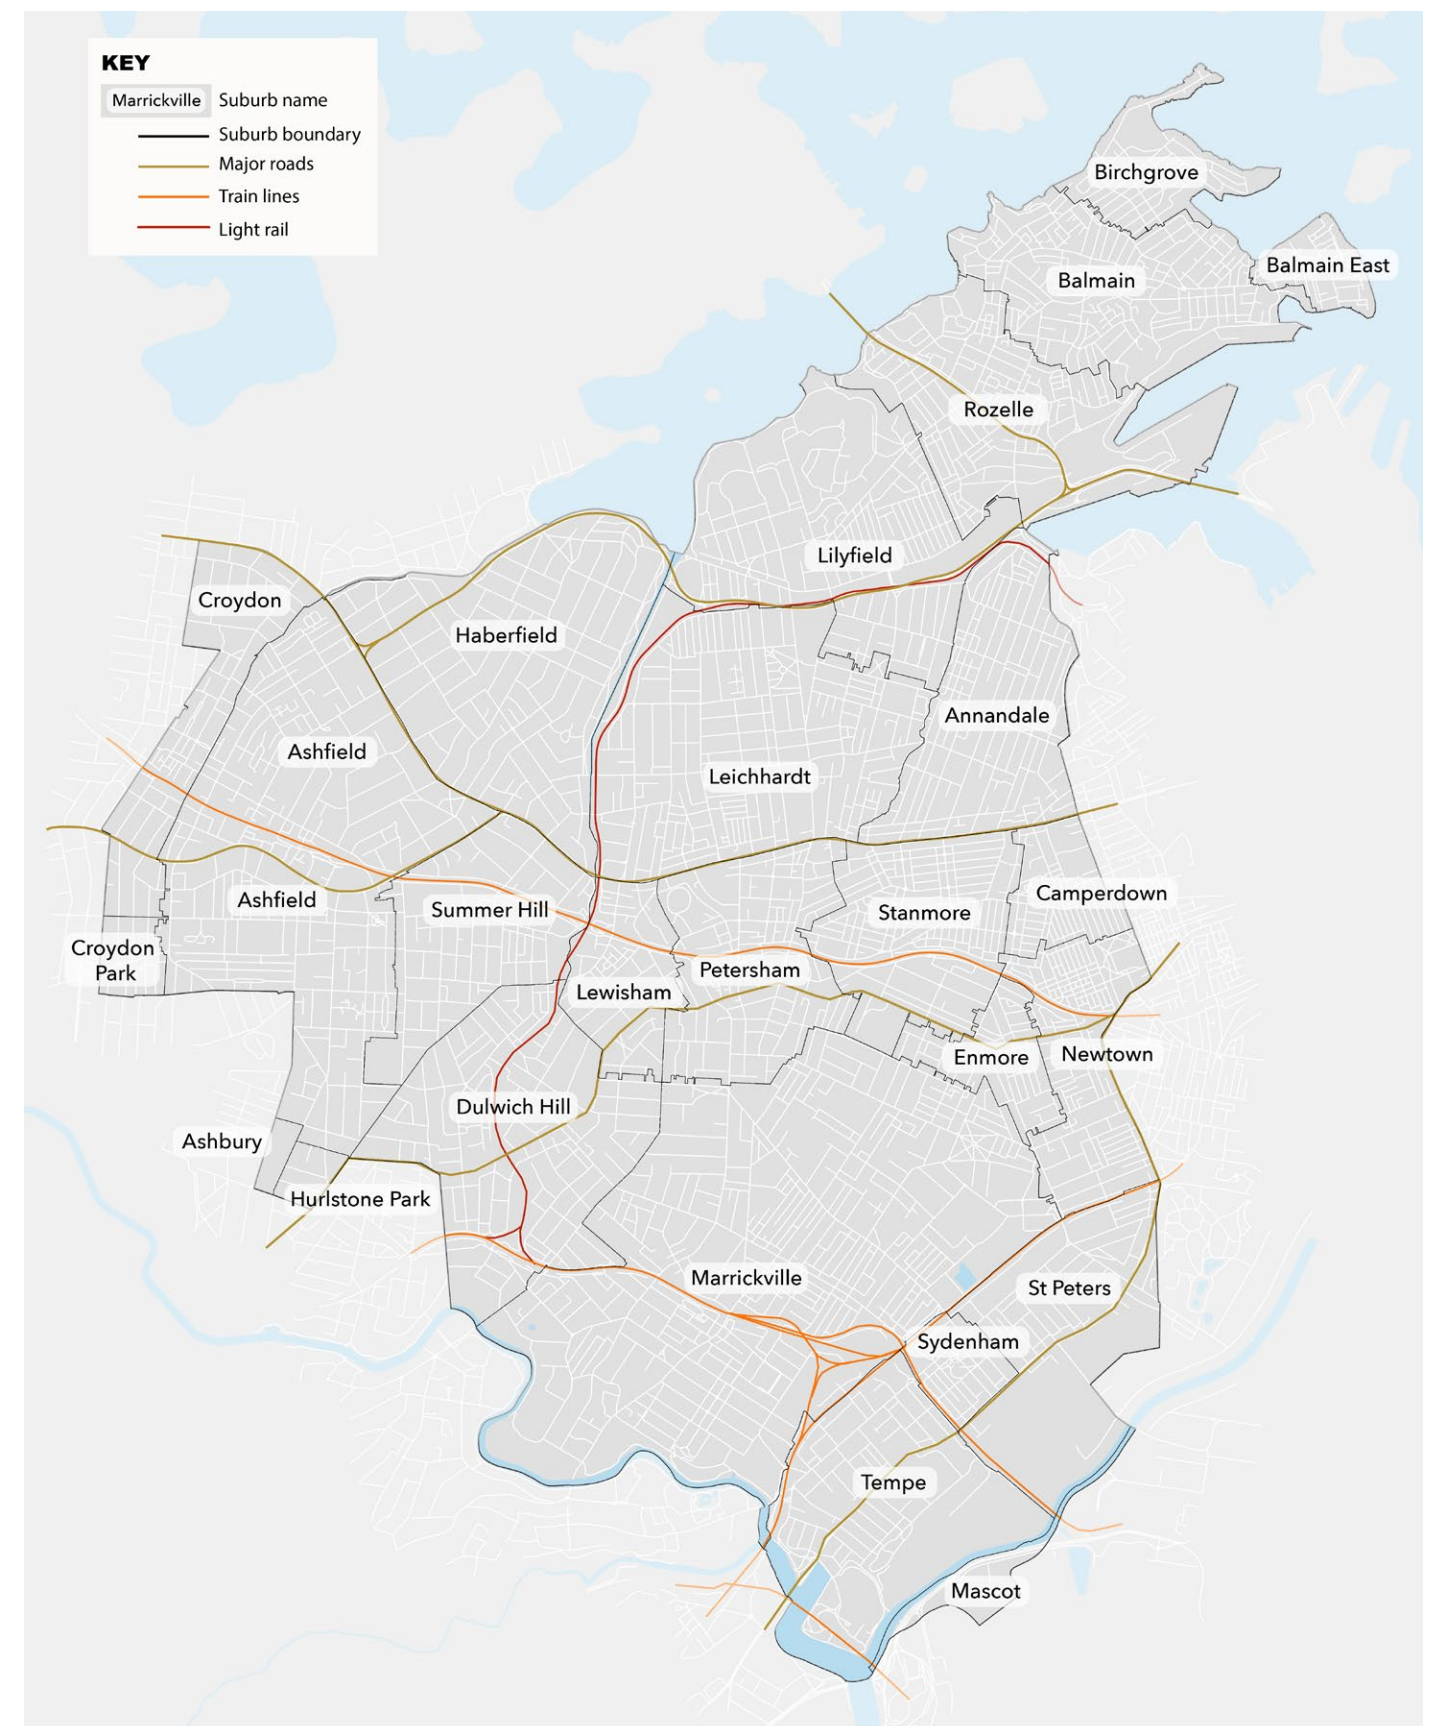 KEY
Marrickville Suburb name
Suburb boundary
Major roads
Train lines
Light rail
Birchgrove
Balmain East
Balmain
Rozelle
Lilyfield
Croydon
Haberfield
Annandale
Ashfield
Leichhardt
Camperdown
Ashfield
Summer Hill
Stanmore
Croydon
Park
Petersham
Lewisham
Enmore
Newtown
Dulwich Hill
Ashbury
Hurlstone Park
Marrickville
St Peters
Sydenham
Tempe
Mascot